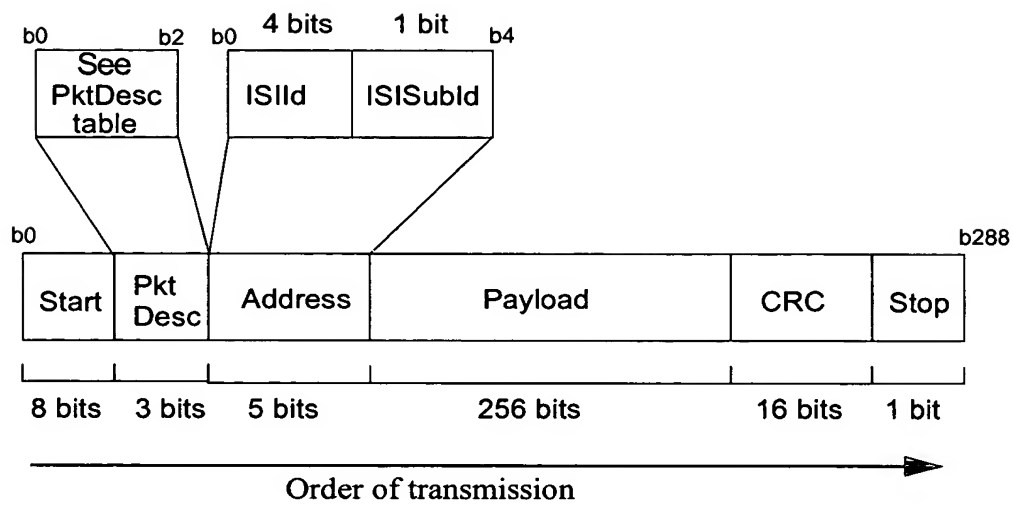 4 bits 1 bit
b0 b2 b0 b4
See
PktDesc
table
ISIId ISISubId
b0 b288
Start Pkt
Desc Address Payload CRC Stop
8 bits 3 bits 5 bits 256 bits 16 bits 1 bit
Order of transmission